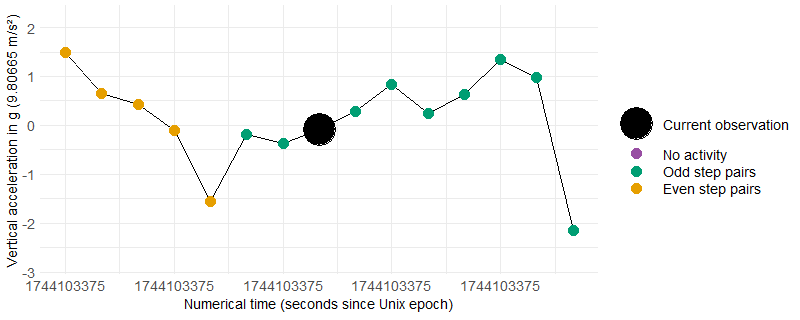 Vertical acceleration in g (9.80665 m/s²)
2
1
0
-1
-2
-3
1744103375 1744103375 1744103375 1744103375 1744103375
Numerical time (seconds since Unix epoch)
Current observation
No activity
Odd step pairs
Even step pairs